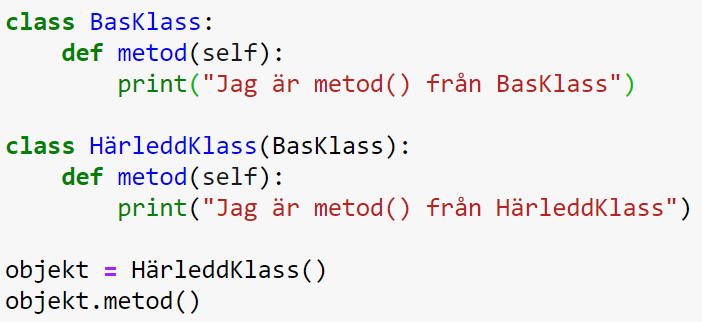 class BasKlass:
    def metod(self):
        print("Jag är metod() från BasKlass")

class HärleddKlass(BasKlass):
    def metod(self):
        print("Jag är metod() från HärleddKlass")

objekt = HärleddKlass()
objekt.metod()